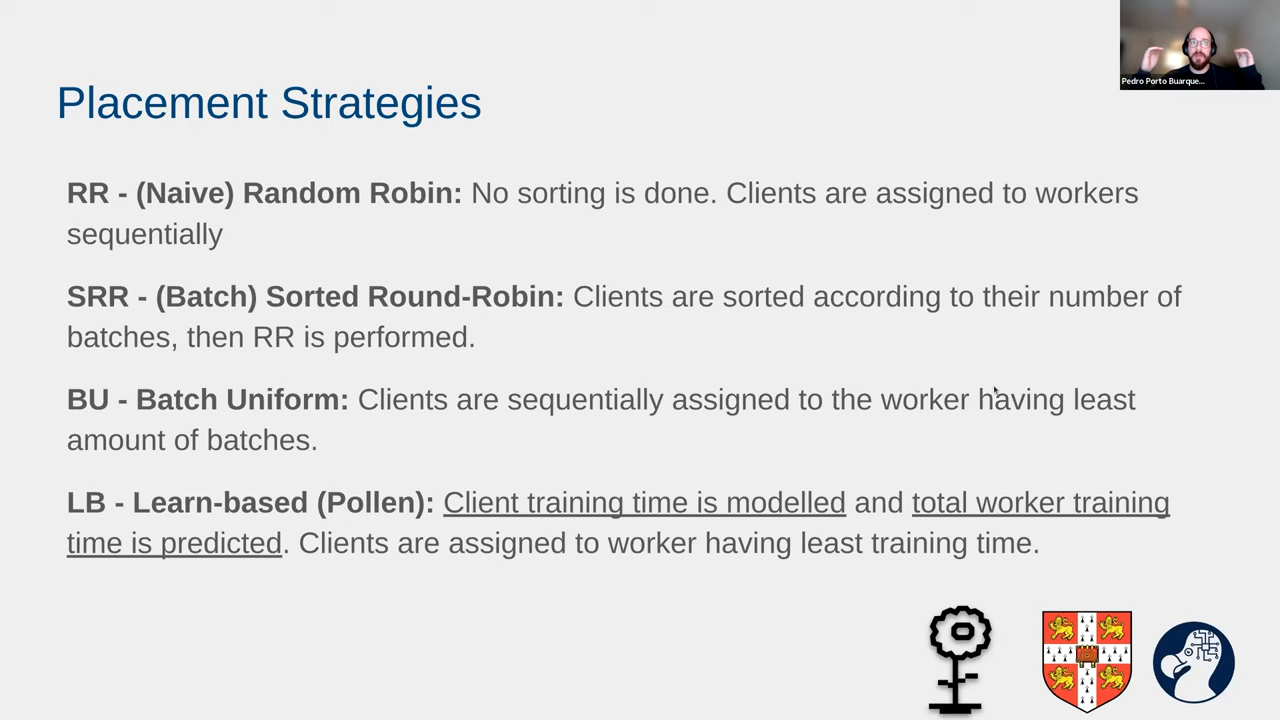 Pedro Porto Buarque...
Placement Strategies
RR - (Naive) Random Robin: No sorting is done. Clients are assigned to workers
sequentially
SRR - (Batch) Sorted Round-Robin: Clients are sorted according to their number of
batches, then RR is performed.
BU - Batch Uniform: Clients are sequentially assigned to the worker having least
amount of batches.
LB - Learn-based (Pollen): Client training time is modelled and total worker training
time is predicted. Clients are assigned to worker having least training time.